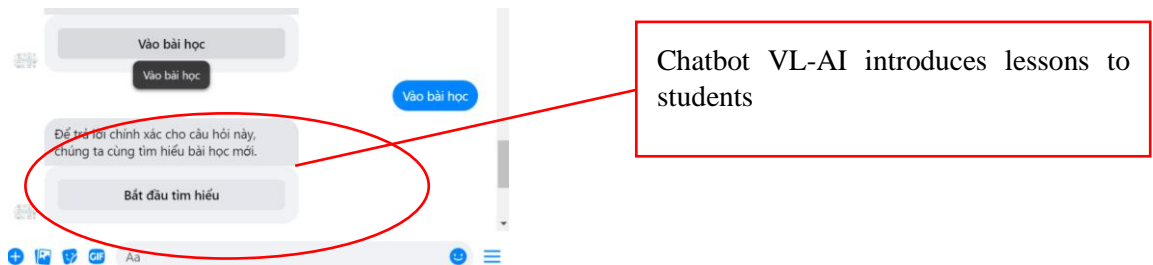 Vào bài học
Vào bài học
Vào bài học
Để trả lời chính xác cho câu hỏi này,
chúng ta cùng tìm hiểu bài học mới.
Bắt đầu tìm hiểu
GIF
Aa
Chatbot VL-AI introduces lessons to
students